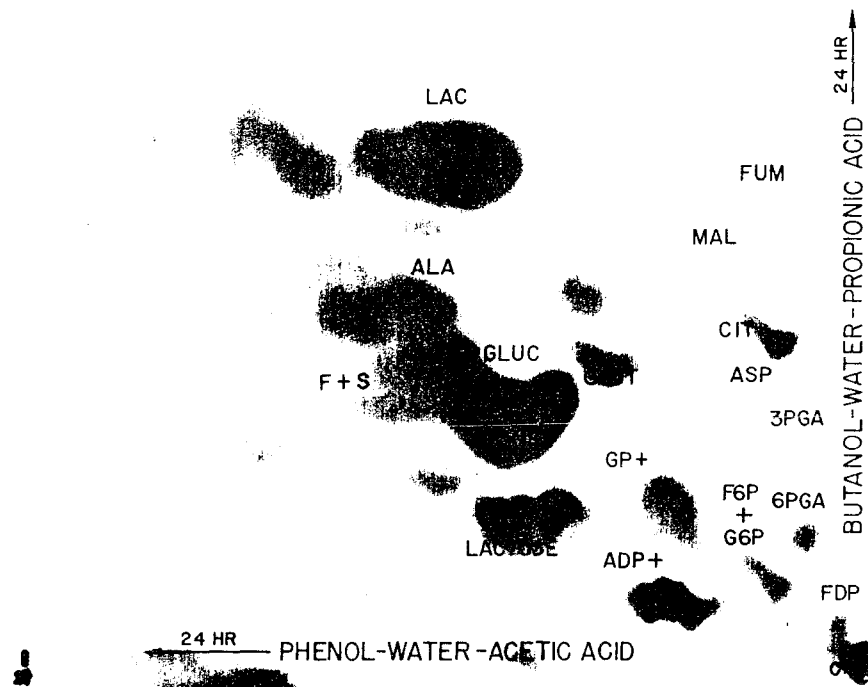 24 HR
LAC
FUM
MAL
ALA
CIT
GLUC
ASP
F+S
3PGA
GP+
F6P
+
G6P
6PGA
LACTOSE
ADP+
FDP
24 HR
PHENOL-WATER-ACETIC ACID
BUTANOL-WATER-PROPIONIC ACID